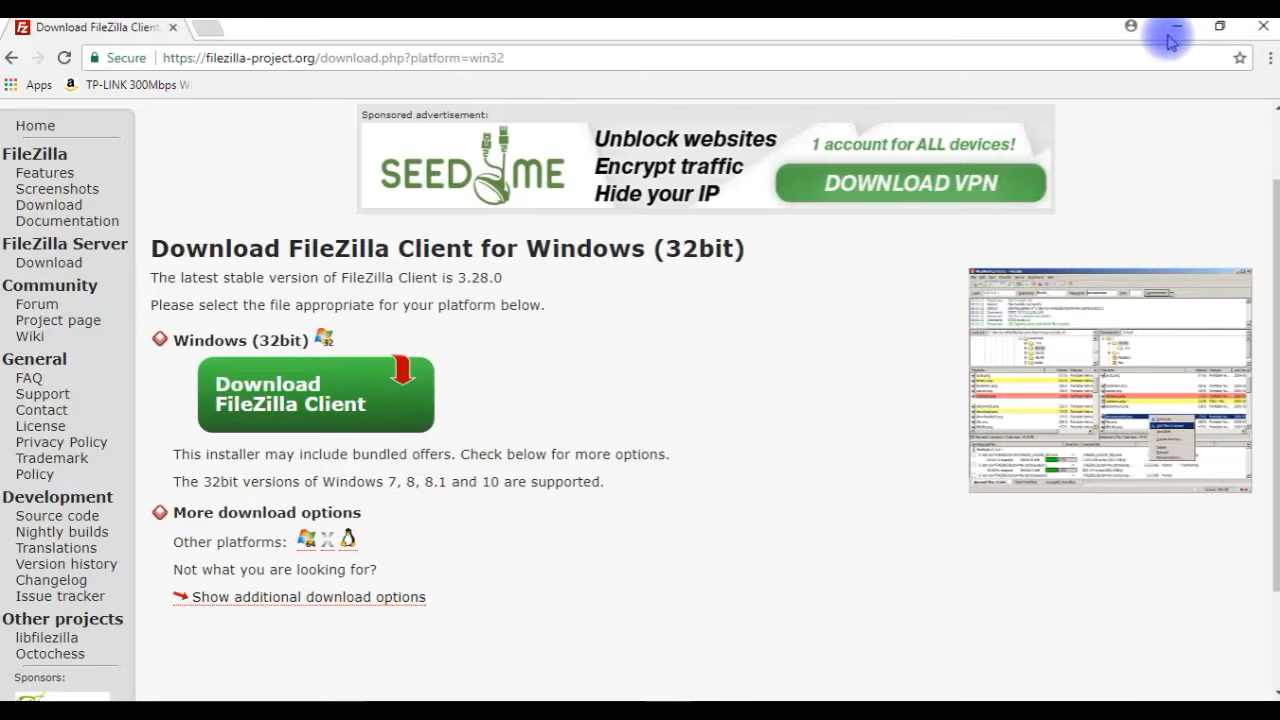 Download FileZilla Client
Secure https://filezilla-project.org/download.php?platform=win32
Apps TP-LINK 300Mbps W
Home
FileZilla
Features
Screenshots
Download
Documentation
FileZilla Server
Download
Community
Forum
Project page
Wiki
General
FAQ
Support
Contact
License
Privacy Policy
Trademark
Policy
Development
Source code
Nightly builds
Translations
Version history
Changelog
Issue tracker
Other projects
libfilezilla
Octochess
Sponsors:
Sponsored advertisement:
SEED4ME
Unblock websites
Encrypt traffic
Hide your IP
1 account for ALL devices!
DOWNLOAD VPN
Download FileZilla Client for Windows (32bit)
The latest stable version of FileZilla Client is 3.28.0
Please select the file appropriate for your platform below.
Windows (32bit)
Download
FileZilla Client
This installer may include bundled offers. Check below for more options.
The 32bit versions of Windows 7, 8, 8.1 and 10 are supported.
More download options
Other platforms:
Not what you are looking for?
Show additional download options